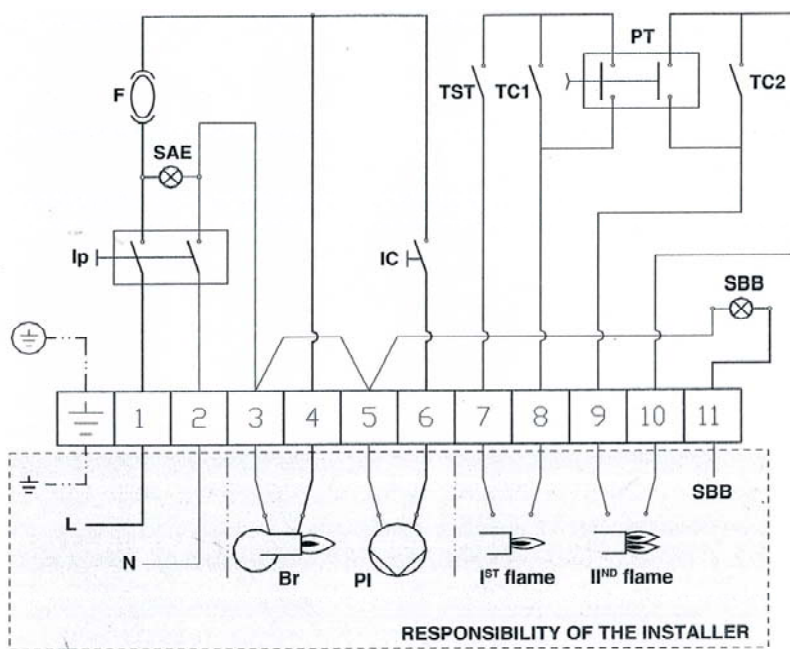 PT
F
TST
TC1
TC2
SAE
Ip
IC
SBB
1 2 3 4 5 6 7 8 9 10 11
L
N
Br
PI
IST flame
IIND flame
SBB
RESPONSIBILITY OF THE INSTALLER